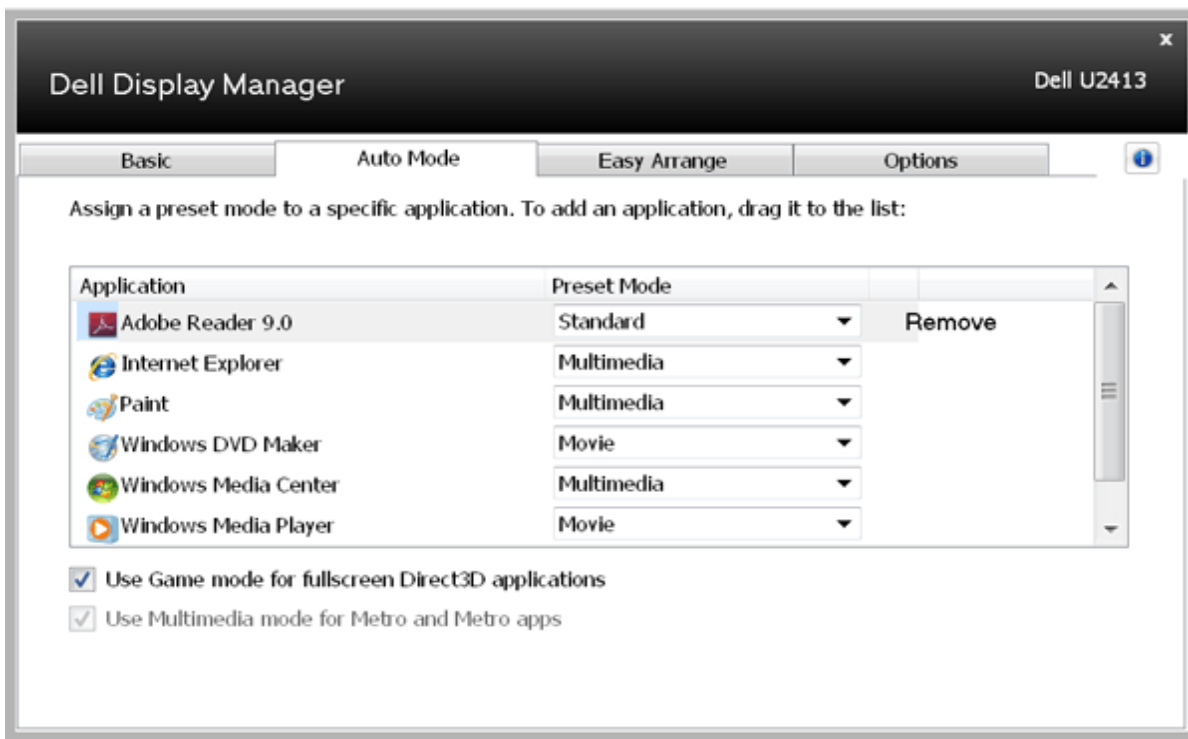 x
Dell Display Manager
Dell U2413
Basic Auto Mode Easy Arrange Options
Assign a preset mode to a specific application. To add an application, drag it to the list:
Application Preset Mode
Adobe Reader 9.0 Standard Remove
Internet Explorer Multimedia
Paint Multimedia
Windows DVD Maker Movie
Windows Media Center Multimedia
Windows Media Player Movie
Use Game mode for fullscreen Direct3D applications
Use Multimedia mode for Metro and Metro apps